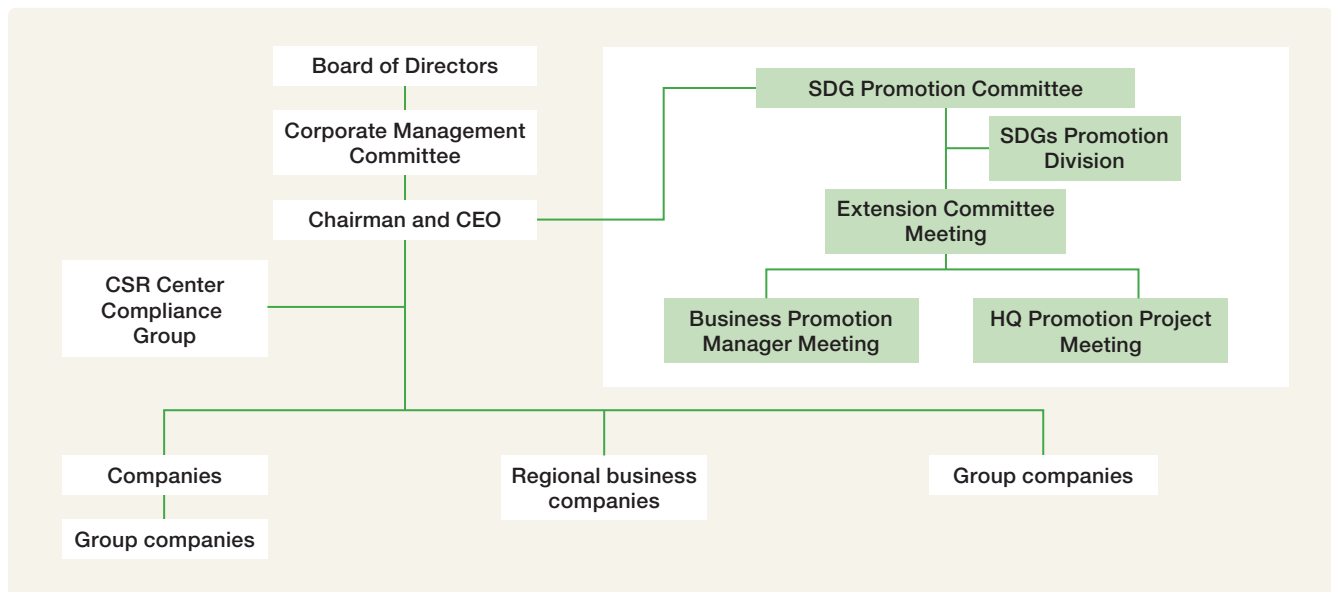 Board of Directors
Corporate Management
Committee
Chairman and CEO
CSR Center
Compliance
Group
SDG Promotion Committee
SDGs Promotion
Division
Extension Committee
Meeting
Business Promotion
Manager Meeting
HQ Promotion Project
Meeting
Companies
Group companies
Regional business
companies
Group companies